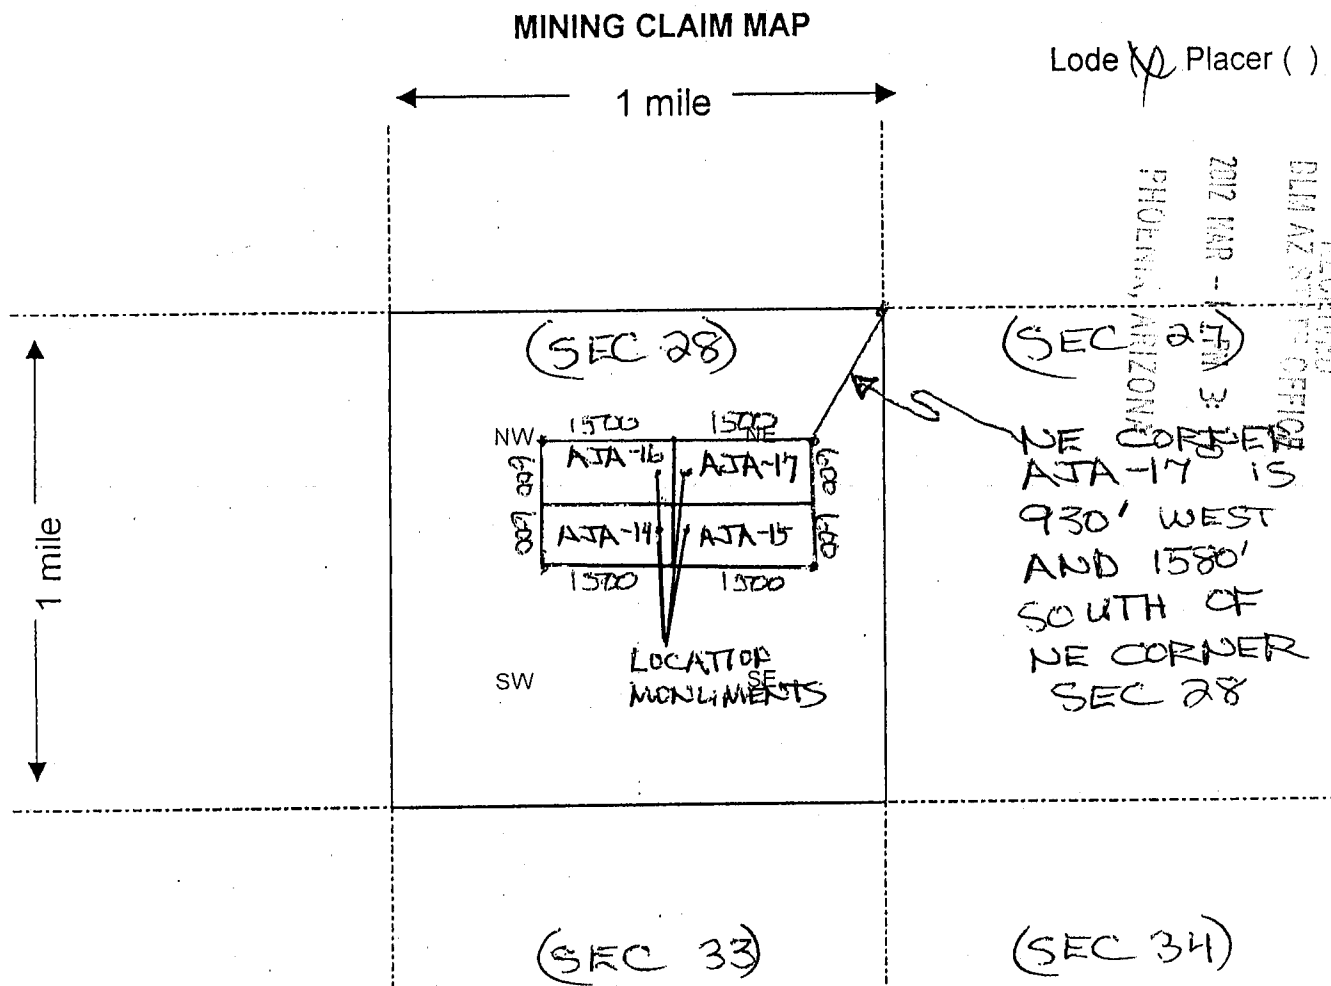 MINING CLAIM MAP
Lode (X) Placer ( )
1 mile
BLM AZ STATE OFFICE
2012 MAR -1 PM 3:
PHOENIX, ARIZONA
(SEC 28)
(SEC 27)
1 mile
NW 1500 1500 NE
600 AJA-16 AJA-17 600
600 AJA-14 AJA-15 600
1500 1500
NE CORNER
AJA-17 IS
930' WEST
AND 1580'
SOUTH OF
NE CORNER
SEC 28
SW
SE
LOCATION
MONUMENTS
(SEC 33)
(SEC 34)